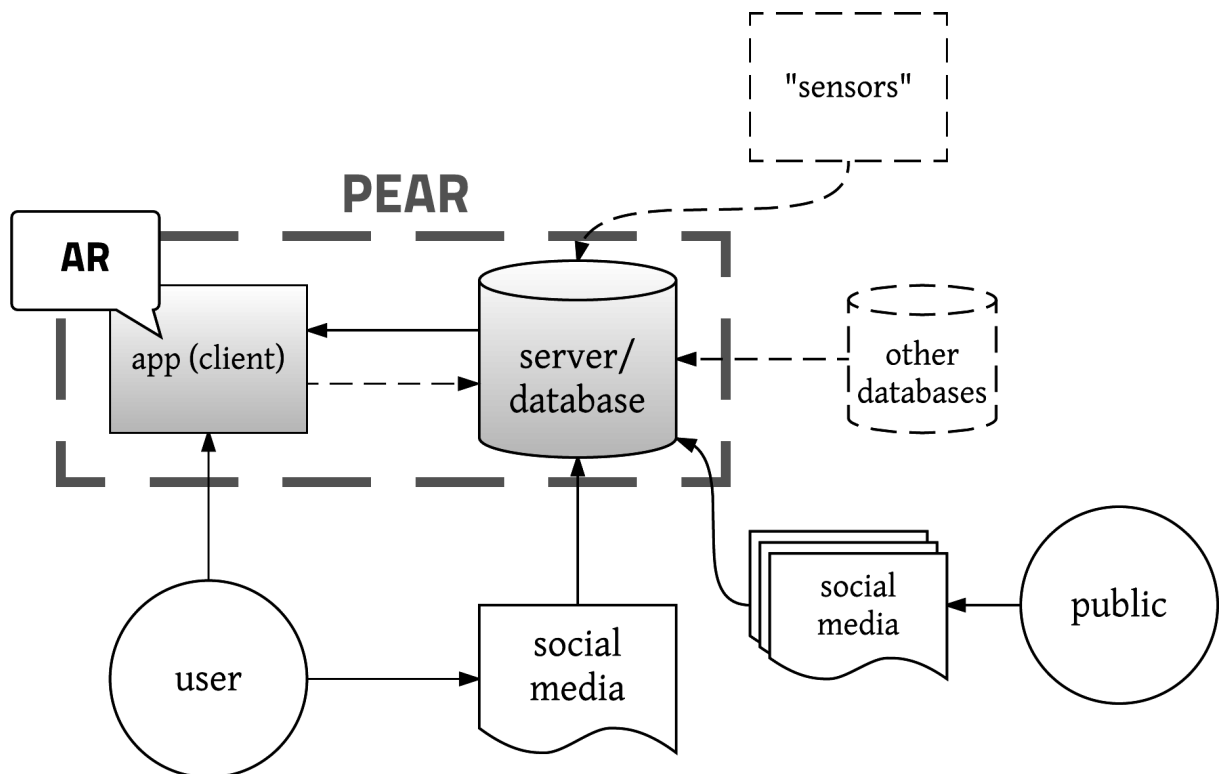 "sensors"
PEAR
AR
app (client)
server/
database
other
databases
social
media
public
user
social
media